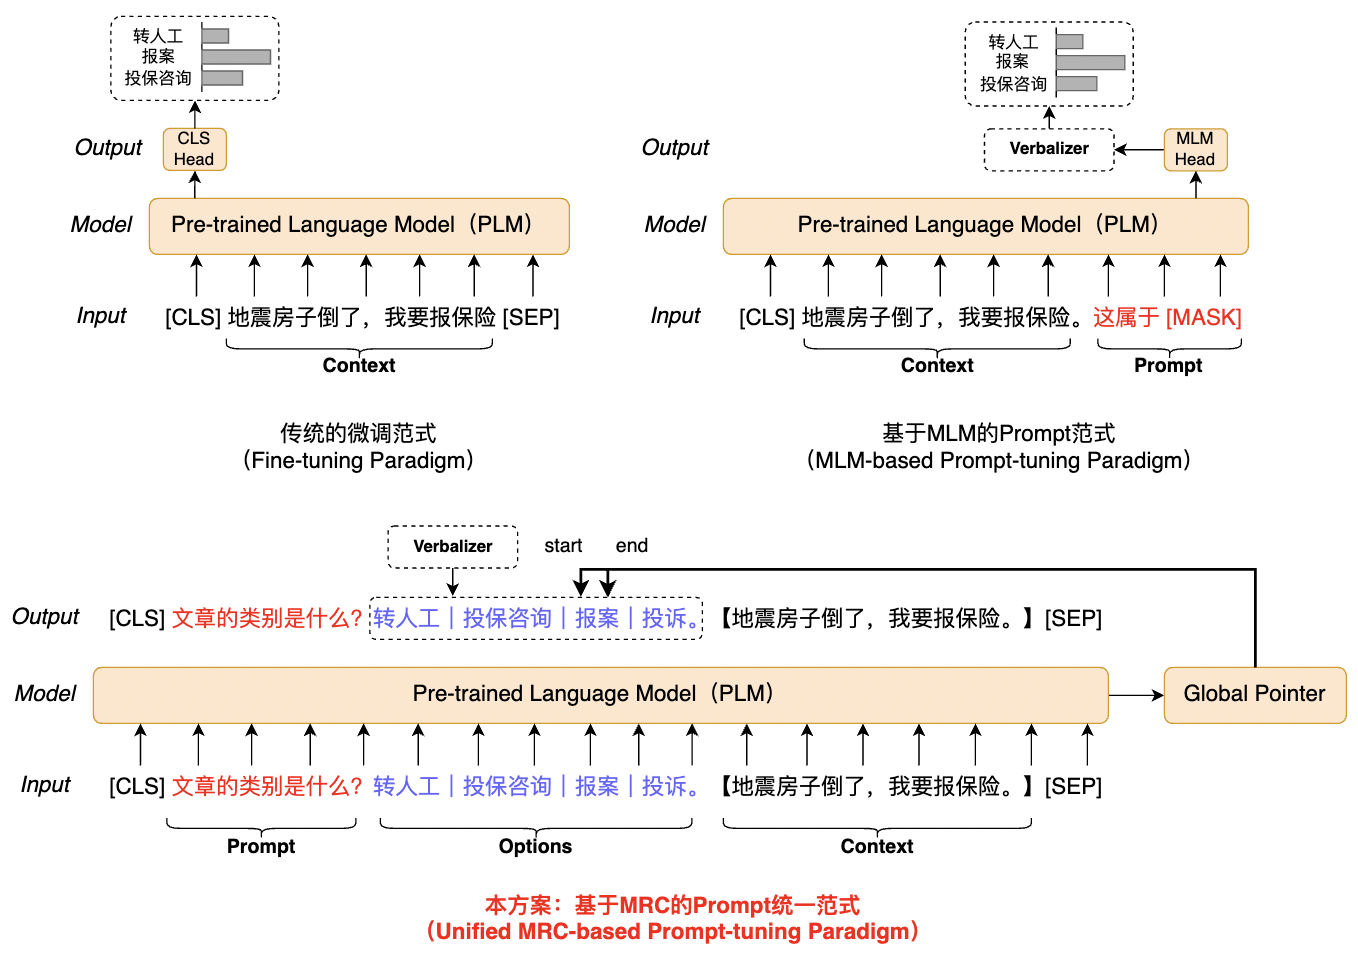 转人工
报案
投保咨询
Output
CLS
Head
Model
Pre-trained Language Model（PLM）
Input
[CLS] 地震房子倒了，我要报保险 [SEP]
Context
传统的微调范式
（Fine-tuning Paradigm）
转人工
报案
投保咨询
Output
Verbalizer
MLM
Head
Model
Pre-trained Language Model（PLM）
Input
[CLS] 地震房子倒了，我要报保险。这属于 [MASK]
Context
Prompt
基于MLM的Prompt范式
（MLM-based Prompt-tuning Paradigm）
Verbalizer
start
end
Output
[CLS] 文章的类别是什么？转人工｜投保咨询｜报案｜投诉。【地震房子倒了，我要报保险。】[SEP]
Model
Pre-trained Language Model（PLM）
Global Pointer
Input
[CLS] 文章的类别是什么？转人工｜投保咨询｜报案｜投诉。【地震房子倒了，我要报保险。】[SEP]
Prompt
Options
Context
本方案：基于MRC的Prompt统一范式
（Unified MRC-based Prompt-tuning Paradigm）